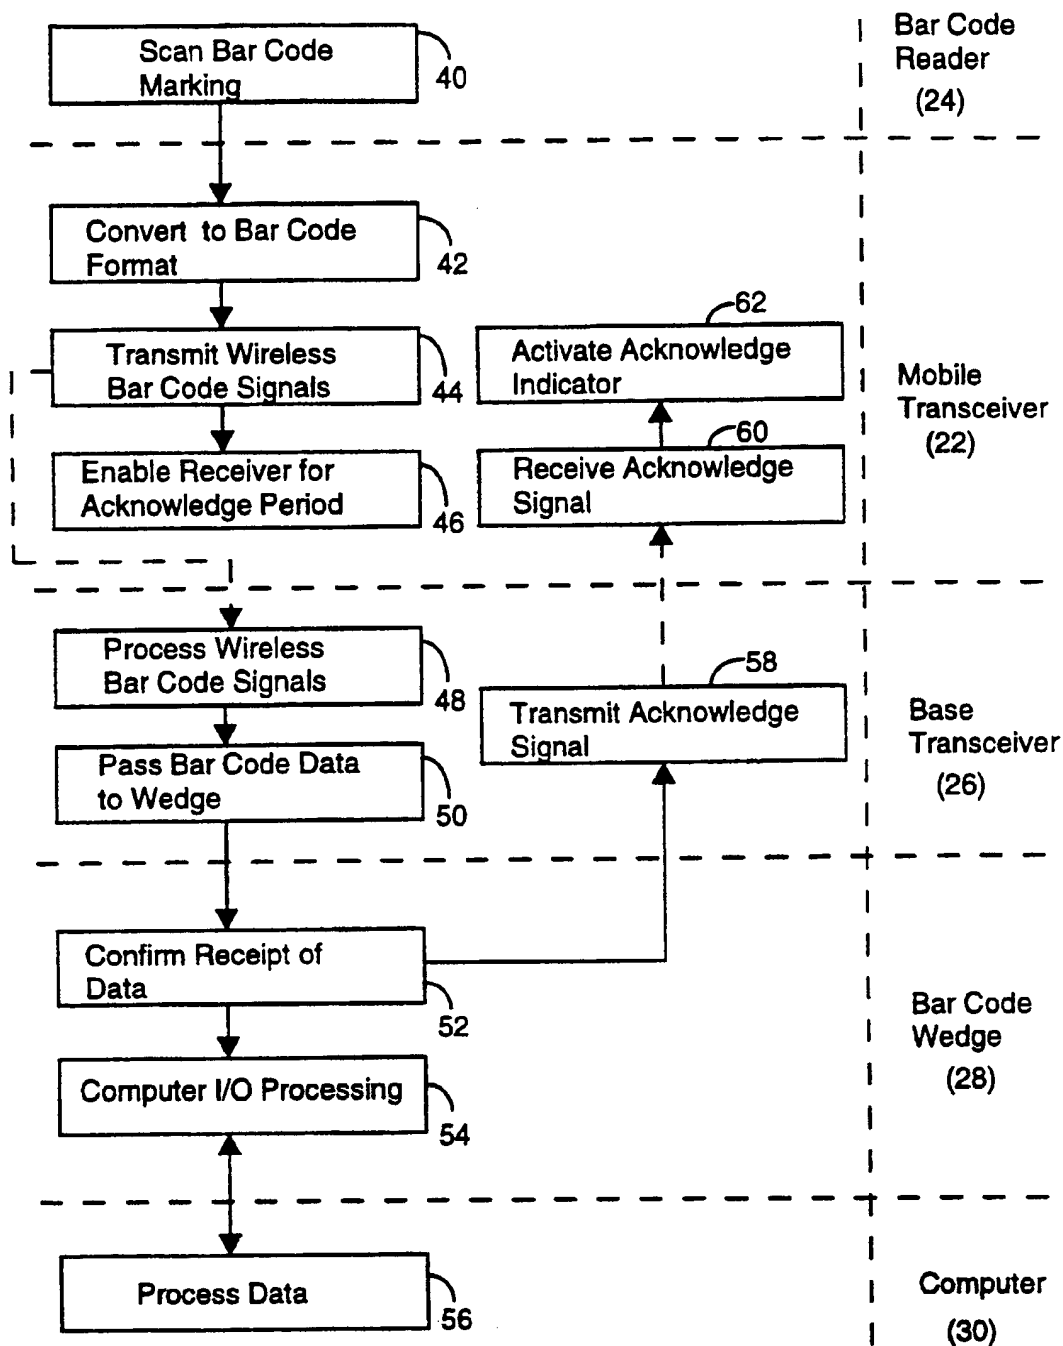 Scan Bar Code
Marking
40
Bar Code
Reader
(24)
Convert to Bar Code
Format
42
Transmit Wireless
Bar Code Signals
44
Enable Receiver for
Acknowledge Period
46
62
Activate Acknowledge
Indicator
60
Receive Acknowledge
Signal
Mobile
Transceiver
(22)
Process Wireless
Bar Code Signals
48
Pass Bar Code Data
to Wedge
50
58
Transmit Acknowledge
Signal
Base
Transceiver
(26)
Confirm Receipt of
Data
52
Computer I/O Processing
54
Bar Code
Wedge
(28)
Process Data
56
Computer
(30)